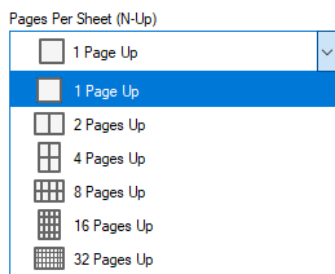 Pages Per Sheet (N-Up)
1 Page Up
1 Page Up
2 Pages Up
4 Pages Up
8 Pages Up
16 Pages Up
32 Pages Up